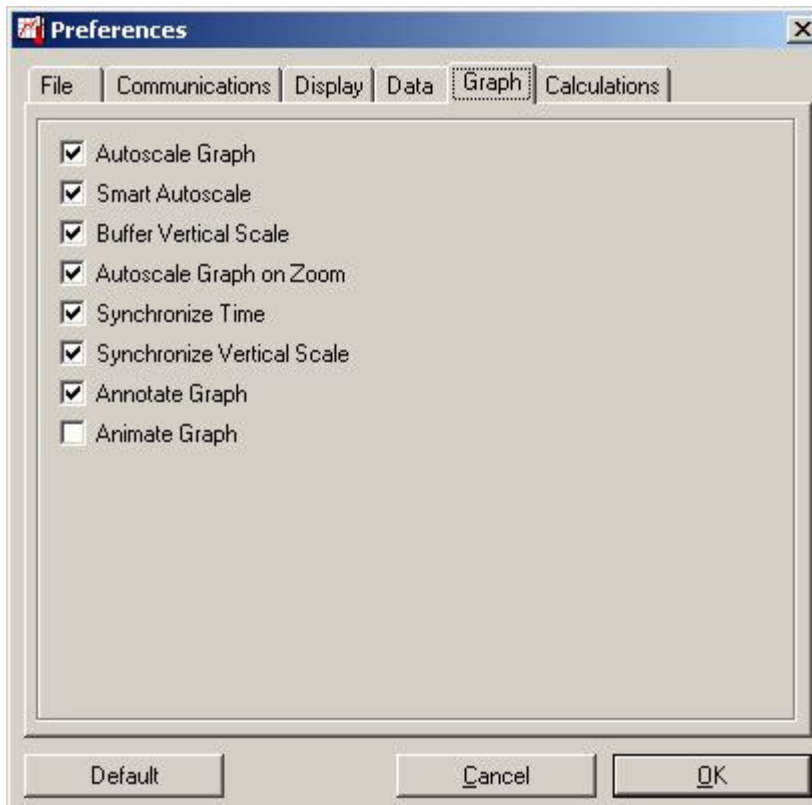 Preferences
File Communications Display Data Graph Calculations
Autoscale Graph
Smart Autoscale
Buffer Vertical Scale
Autoscale Graph on Zoom
Synchronize Time
Synchronize Vertical Scale
Annotate Graph
Animate Graph
Default Cancel OK